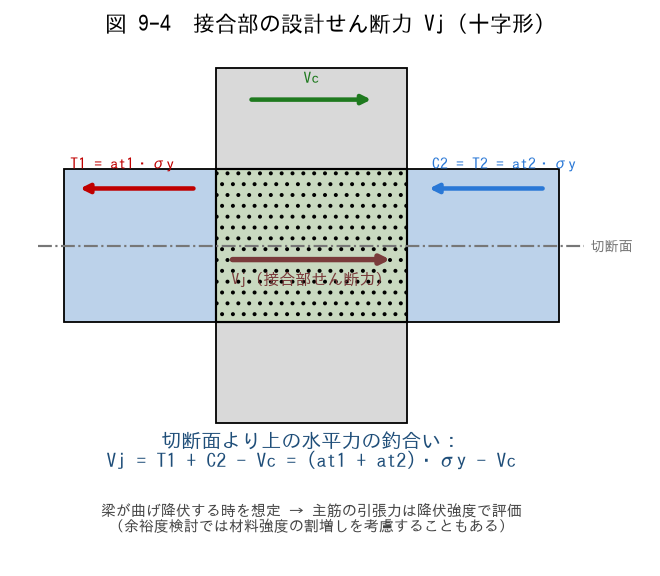 図 9-4 接合部の設計せん断力 Vj (十字形)
Vc
T1 = at1・σy
C2 = T2 = at2・σy
切断面
Vj (接合部せん断力)
切断面より上の水平力の釣合い：
Vj = T1 + C2 − Vc = (at1 + at2)・σy − Vc
梁が曲げ降伏する時を想定 → 主筋の引張力は降伏強度で評価
(余裕度検討では材料強度の割増しを考慮することもある)